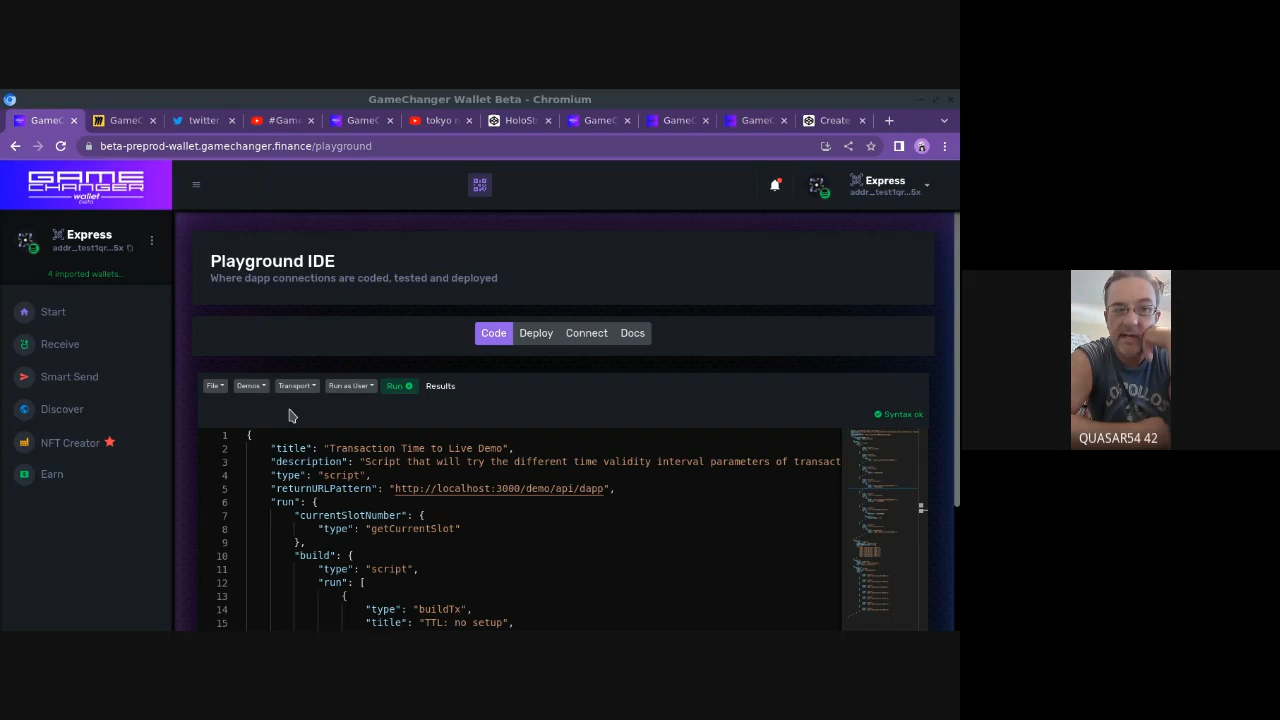 GameChanger Wallet Beta - Chromium
GameC
GameC
twitter
#Game
GameC
tokyo n
HoloSt
GameC
GameC
GameC
Create
beta-preprod-wallet.gamechanger.finance/playground
GAME
CHANGER
wallet
beta
Express
addr_test1qr...5x
Express
addr_test1qr...5x
4 imported wallets...
Start
Receive
Smart Send
Discover
NFT Creator
Earn
Playground IDE
Where dapp connections are coded, tested and deployed
Code Deploy Connect Docs
File Demos Transport Run as User Run Results
Syntax ok
1 {
2 "title": "Transaction Time to Live Demo",
3 "description": "Script that will try the different time validity interval parameters of transact
4 "type": "script",
5 "returnURLPattern": "http://localhost:3000/demo/api/dapp",
6 "run": {
7 "currentSlotNumber": {
8 "type": "getCurrentSlot"
9 },
10 "build": {
11 "type": "script",
12 "run": [
13 {
14 "type": "buildTx",
15 "title": "TTL: no setup",
QUASAR54 42